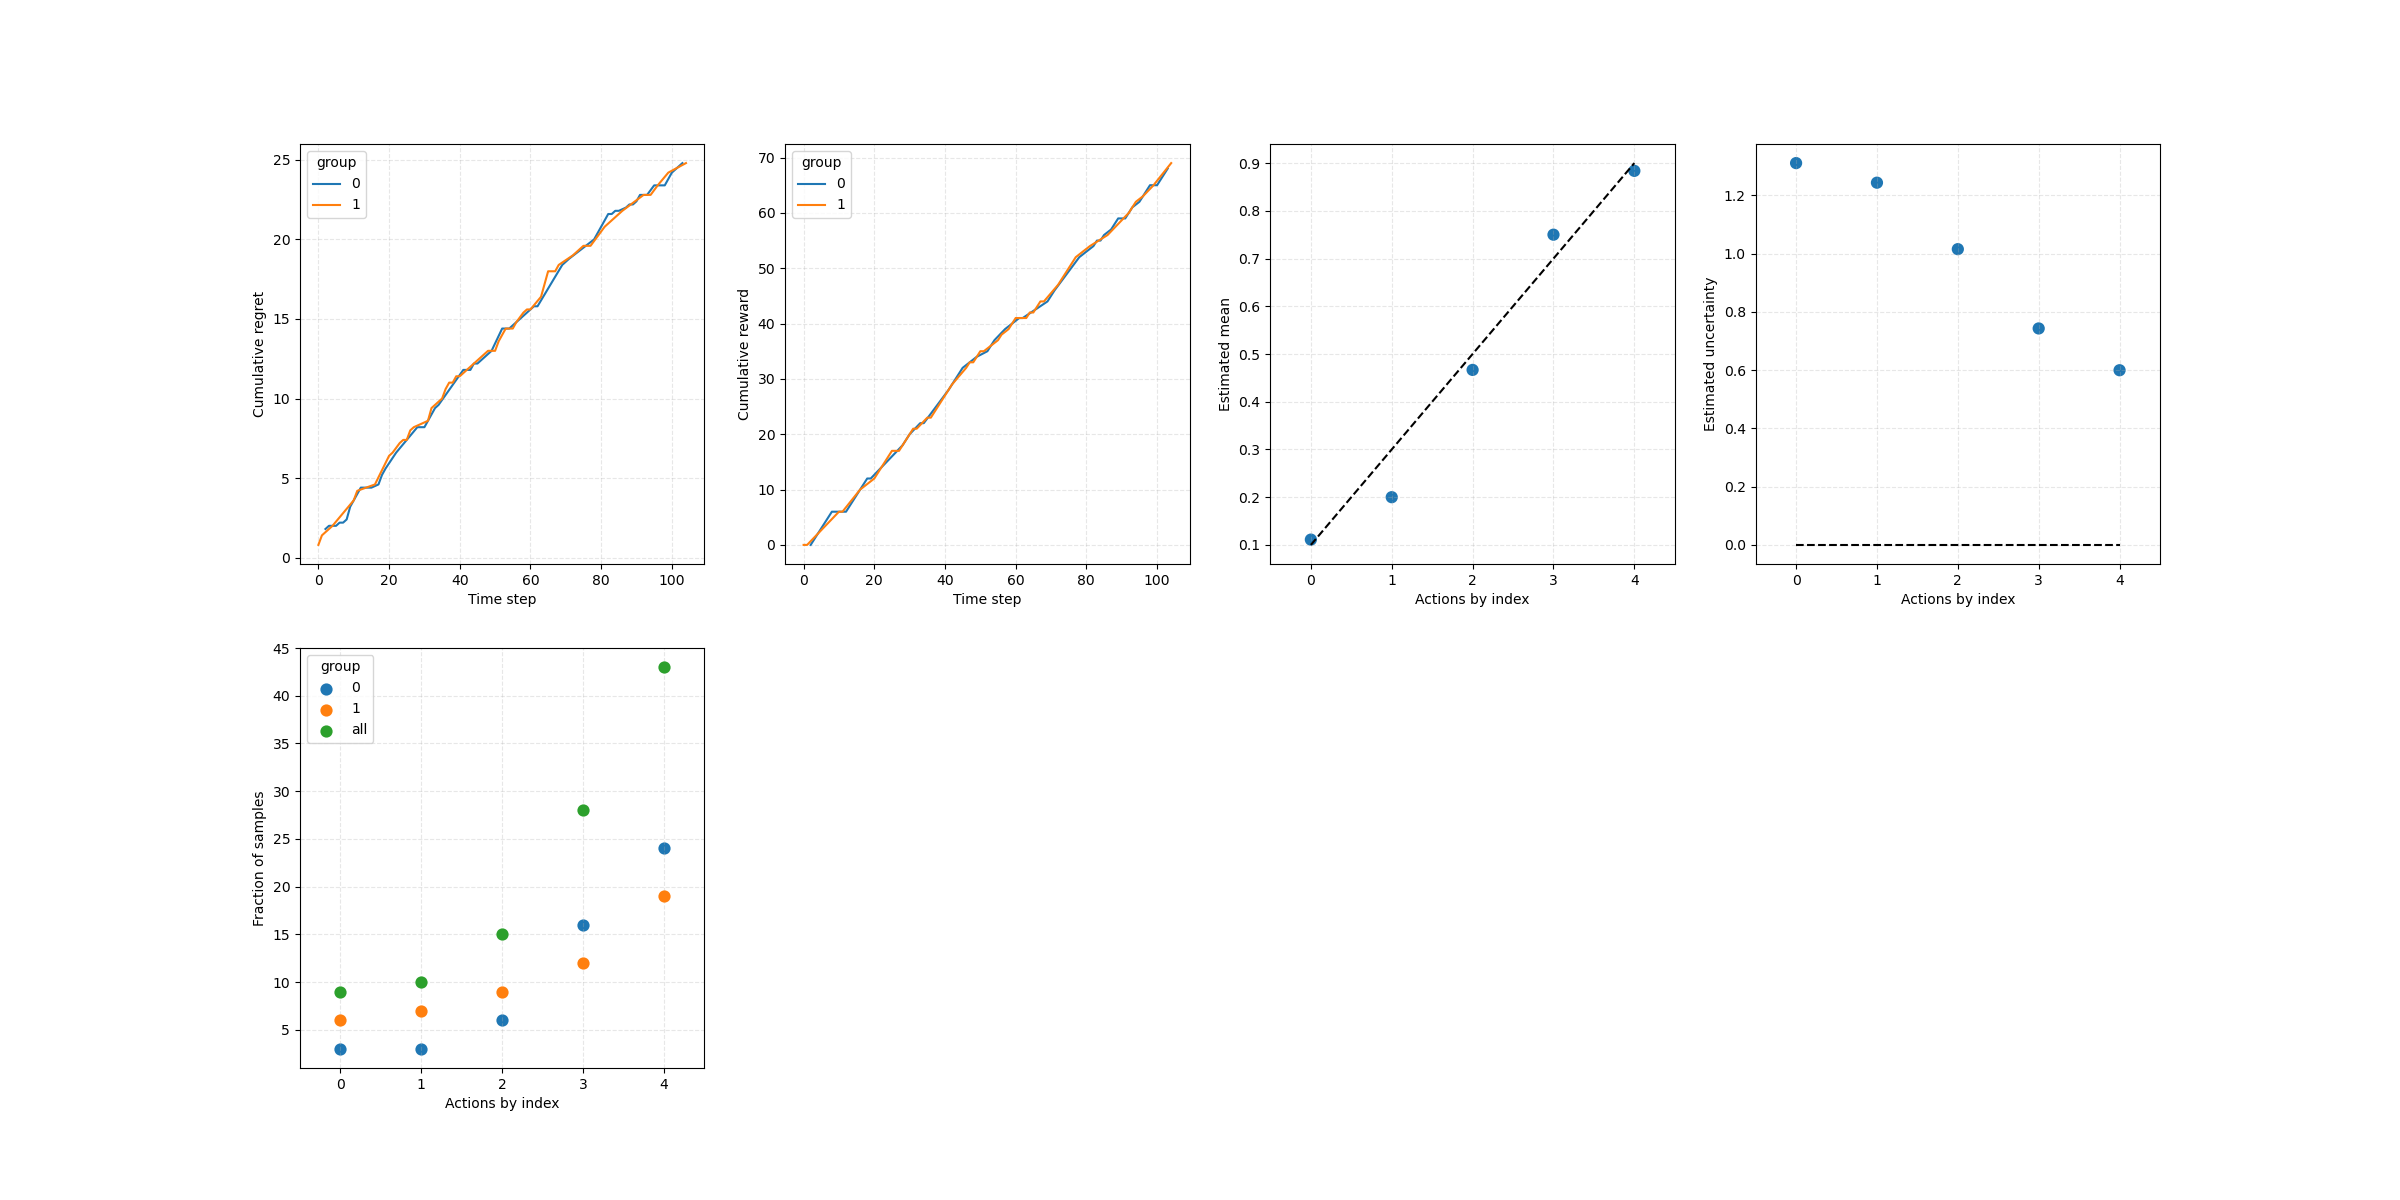 group
0
1
25
20
15
10
5
0
Cumulative regret
0 20 40 60 80 100
Time step
group
0
1
70
60
50
40
30
20
10
0
Cumulative reward
0 20 40 60 80 100
Time step
0.9
0.8
0.7
0.6
0.5
0.4
0.3
0.2
0.1
Estimated mean
0 1 2 3 4
Actions by index
1.2
1.0
0.8
0.6
0.4
0.2
0.0
Estimated uncertainty
0 1 2 3 4
Actions by index
group
0
1
all
45
40
35
30
25
20
15
10
5
Fraction of samples
0 1 2 3 4
Actions by index